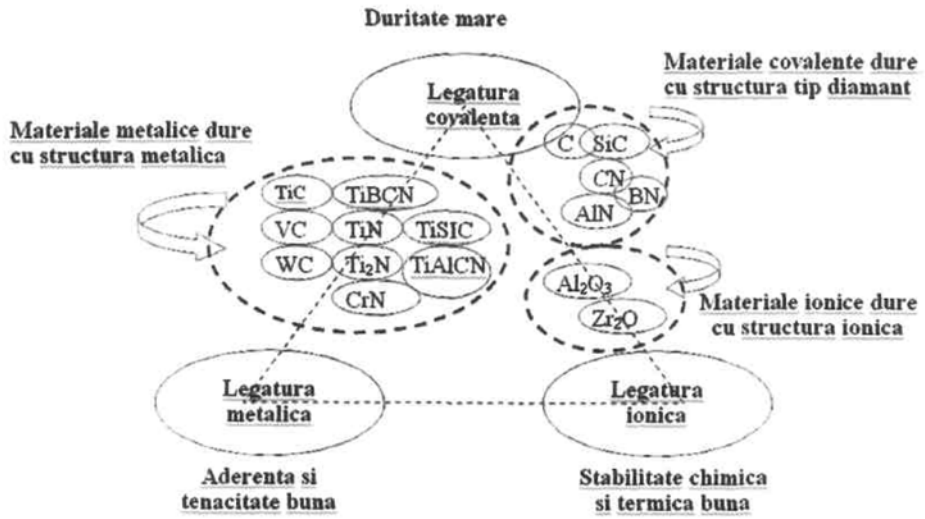 Duritate mare
Legatura
covalenta
Materiale covalente dure
cu structura tip diamant
Materiale metalice dure
cu structura metalica
C
SiC
CN
BN
AlN
TiC
TiBCN
VC
TiN
TiSIC
WC
Ti₂N
TiAlCN
CrN
Al₂O₃
Zr₂O
Materiale ionice dure
cu structura ionica
Legatura
metalica
Legatura
ionica
Aderenta si
tenacitate buna
Stabilitate chimica
si termica buna